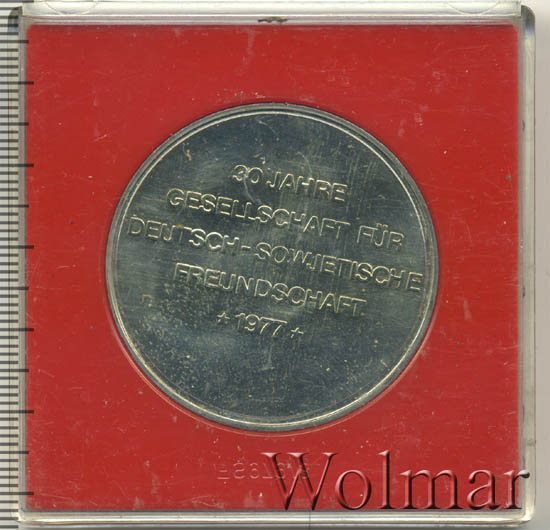 30 JAHRE
GESELLSCHAFT FÜR
DEUTSCH-SOWJETISCHE
FREUNDSCHAFT
★ 1977 ★
Wolmar